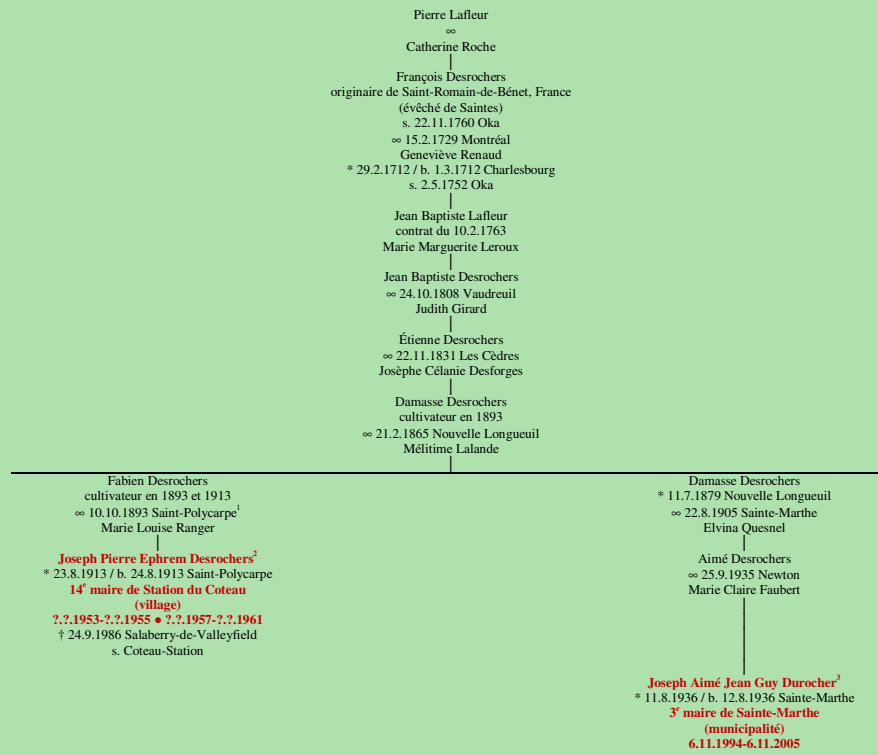 Pierre Lafleur
∞
Catherine Roche
François Desrochers
originaire de Saint-Romain-de-Bénet, France
(évêché de Saintes)
s. 22.11.1760 Oka
∞ 15.2.1729 Montréal
Geneviève Renaud
* 29.2.1712 / b. 1.3.1712 Charlesbourg
s. 2.5.1752 Oka
Jean Baptiste Lafleur
contrat du 10.2.1763
Marie Marguerite Leroux
Jean Baptiste Desrochers
∞ 24.10.1808 Vaudreuil
Judith Girard
Étienne Desrochers
∞ 22.11.1831 Les Cèdres
Josèphe Célanie Desforges
Damasse Desrochers
cultivateur en 1893
∞ 21.2.1865 Nouvelle Longueuil
Mélitime Lalande
Fabien Desrochers
cultivateur en 1893 et 1913
∞ 10.10.1893 Saint-Polycarpe¹
Marie Louise Ranger
Joseph Pierre Ephrem Desrochers²
* 23.8.1913 / b. 24.8.1913 Saint-Polycarpe
14e maire de Station du Coteau
(village)
?.?.1953-?.?.1955 ● ?.?.1957-?.?.1961
† 24.9.1986 Salaberry-de-Valleyfield
s. Coteau-Station
Damasse Desrochers
* 11.7.1879 Nouvelle Longueuil
∞ 22.8.1905 Sainte-Marthe
Elvina Quesnel
Aimé Desrochers
∞ 25.9.1935 Newton
Marie Claire Faubert
Joseph Aimé Jean Guy Durocher³
* 11.8.1936 / b. 12.8.1936 Sainte-Marthe
3e maire de Sainte-Marthe
(municipalité)
6.11.1994-6.11.2005